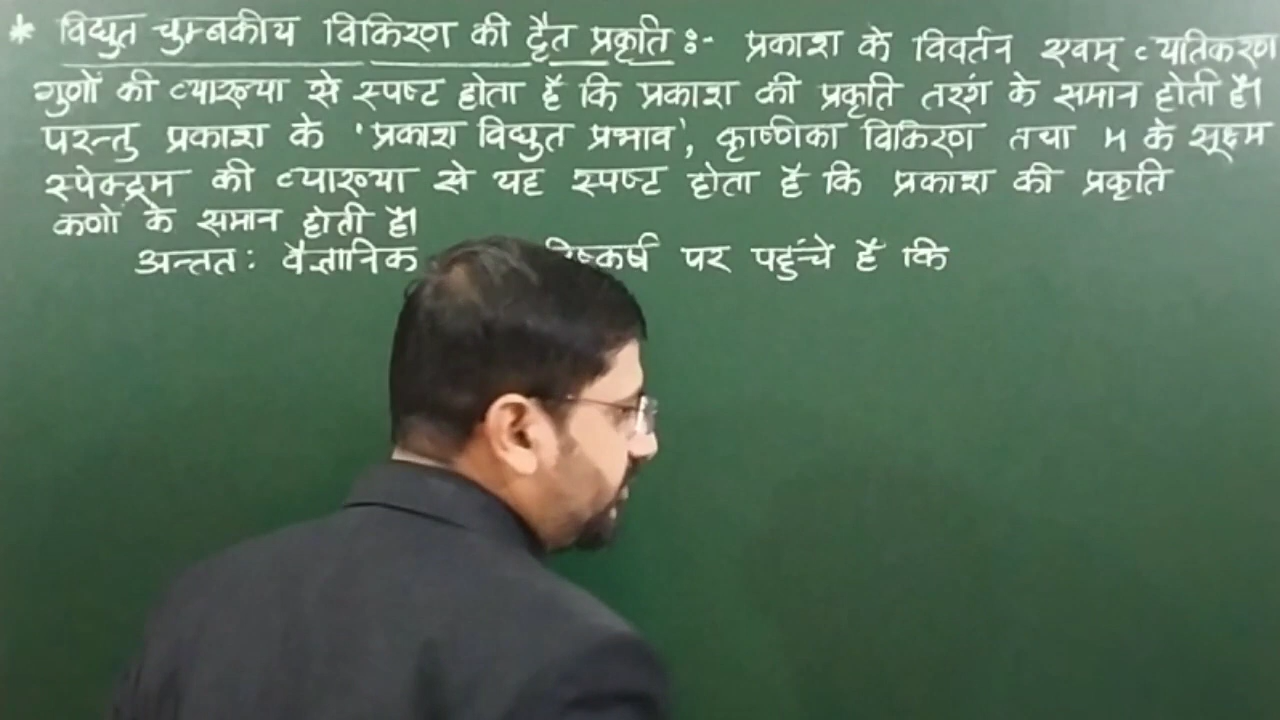 * विद्युत चुम्बकीय विकिरण की द्वैत प्रकृति :- प्रकाश के विवर्तन एवम् व्यतिकरण
गुणों की व्याख्या से स्पष्ट होता है कि प्रकाश की प्रकृति तरंग के समान होती है।
परन्तु प्रकाश के 'प्रकाश विद्युत प्रभाव', कृष्णिका विकिरण तथा H के सूक्ष्म
स्पेक्ट्रम की व्याख्या से यह स्पष्ट होता है कि प्रकाश की प्रकृति
कणों के समान होती है।
अन्तत: वैज्ञानिक निष्कर्ष पर पहुंचे है कि